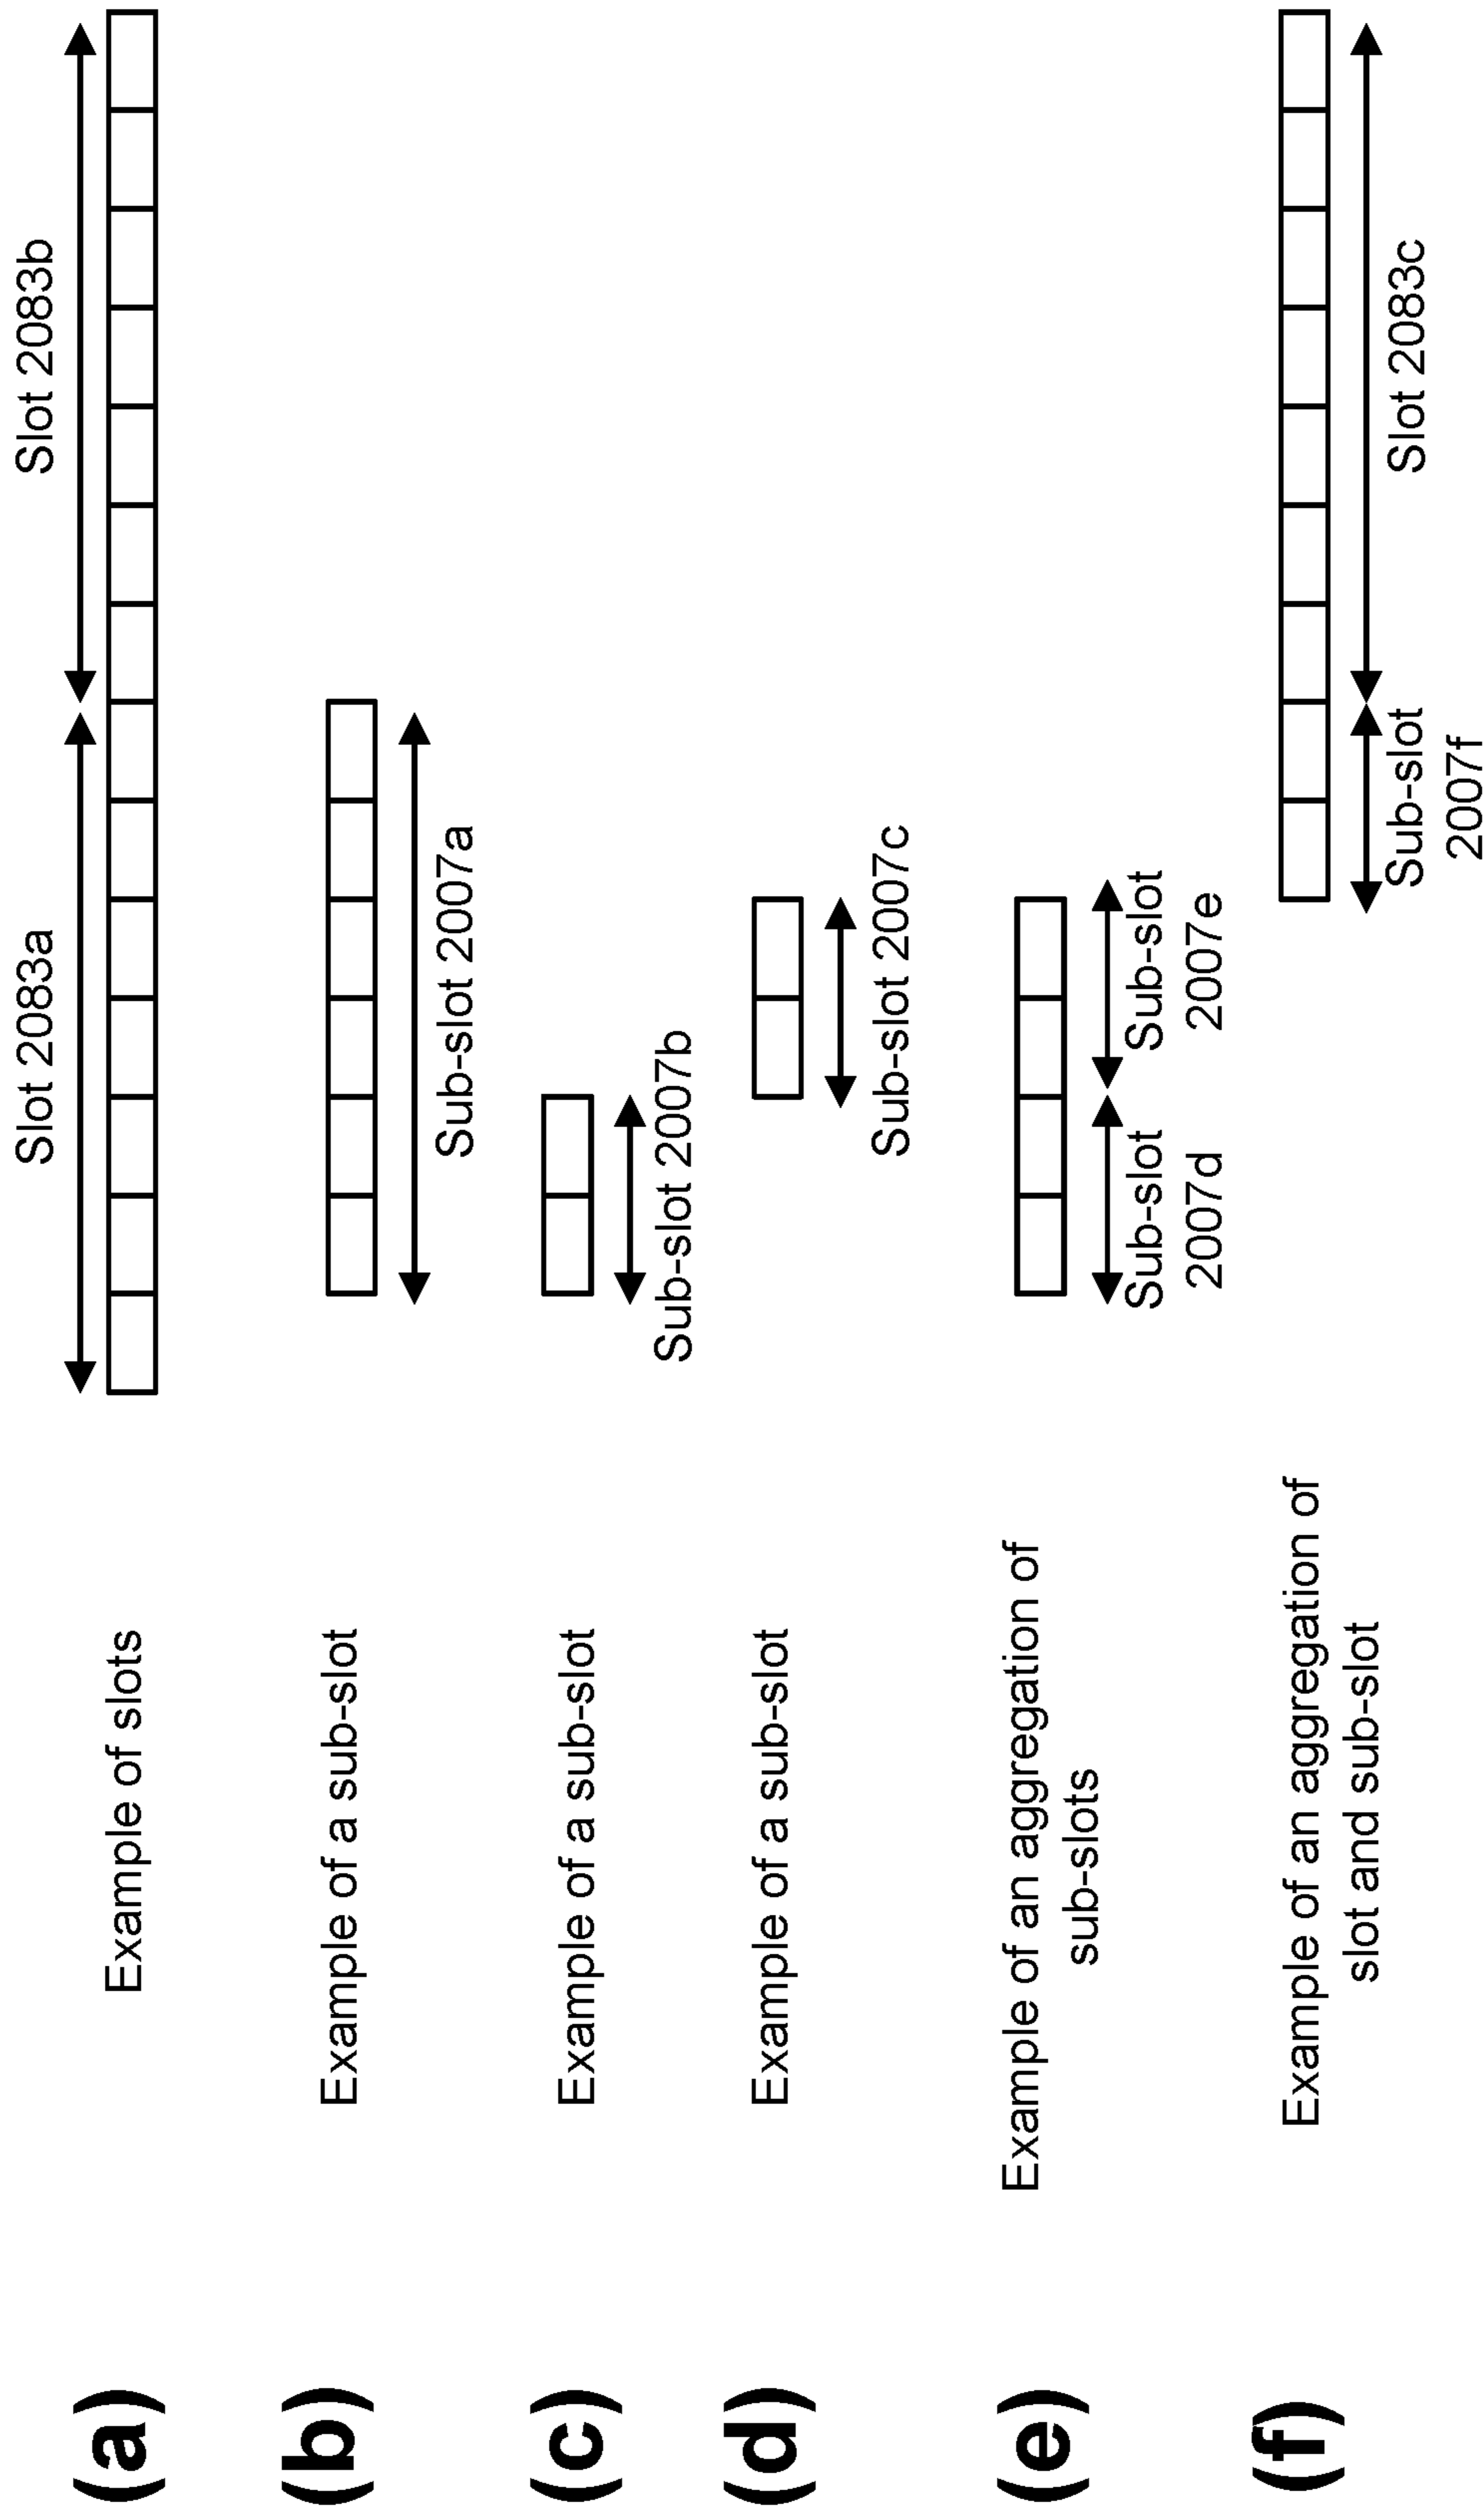 (a)
Example of slots
Slot 2083a
Slot 2083b
(b)
Example of a sub-slot
Sub-slot 2007a
(c)
Example of a sub-slot
Sub-slot 2007b
(d)
Example of a sub-slot
Sub-slot 2007c
(e)
Example of an aggregation of
sub-slots
Sub-slot
2007d
Sub-slot
2007e
(f)
Example of an aggregation of
slot and sub-slot
Sub-slot
2007f
Slot 2083c